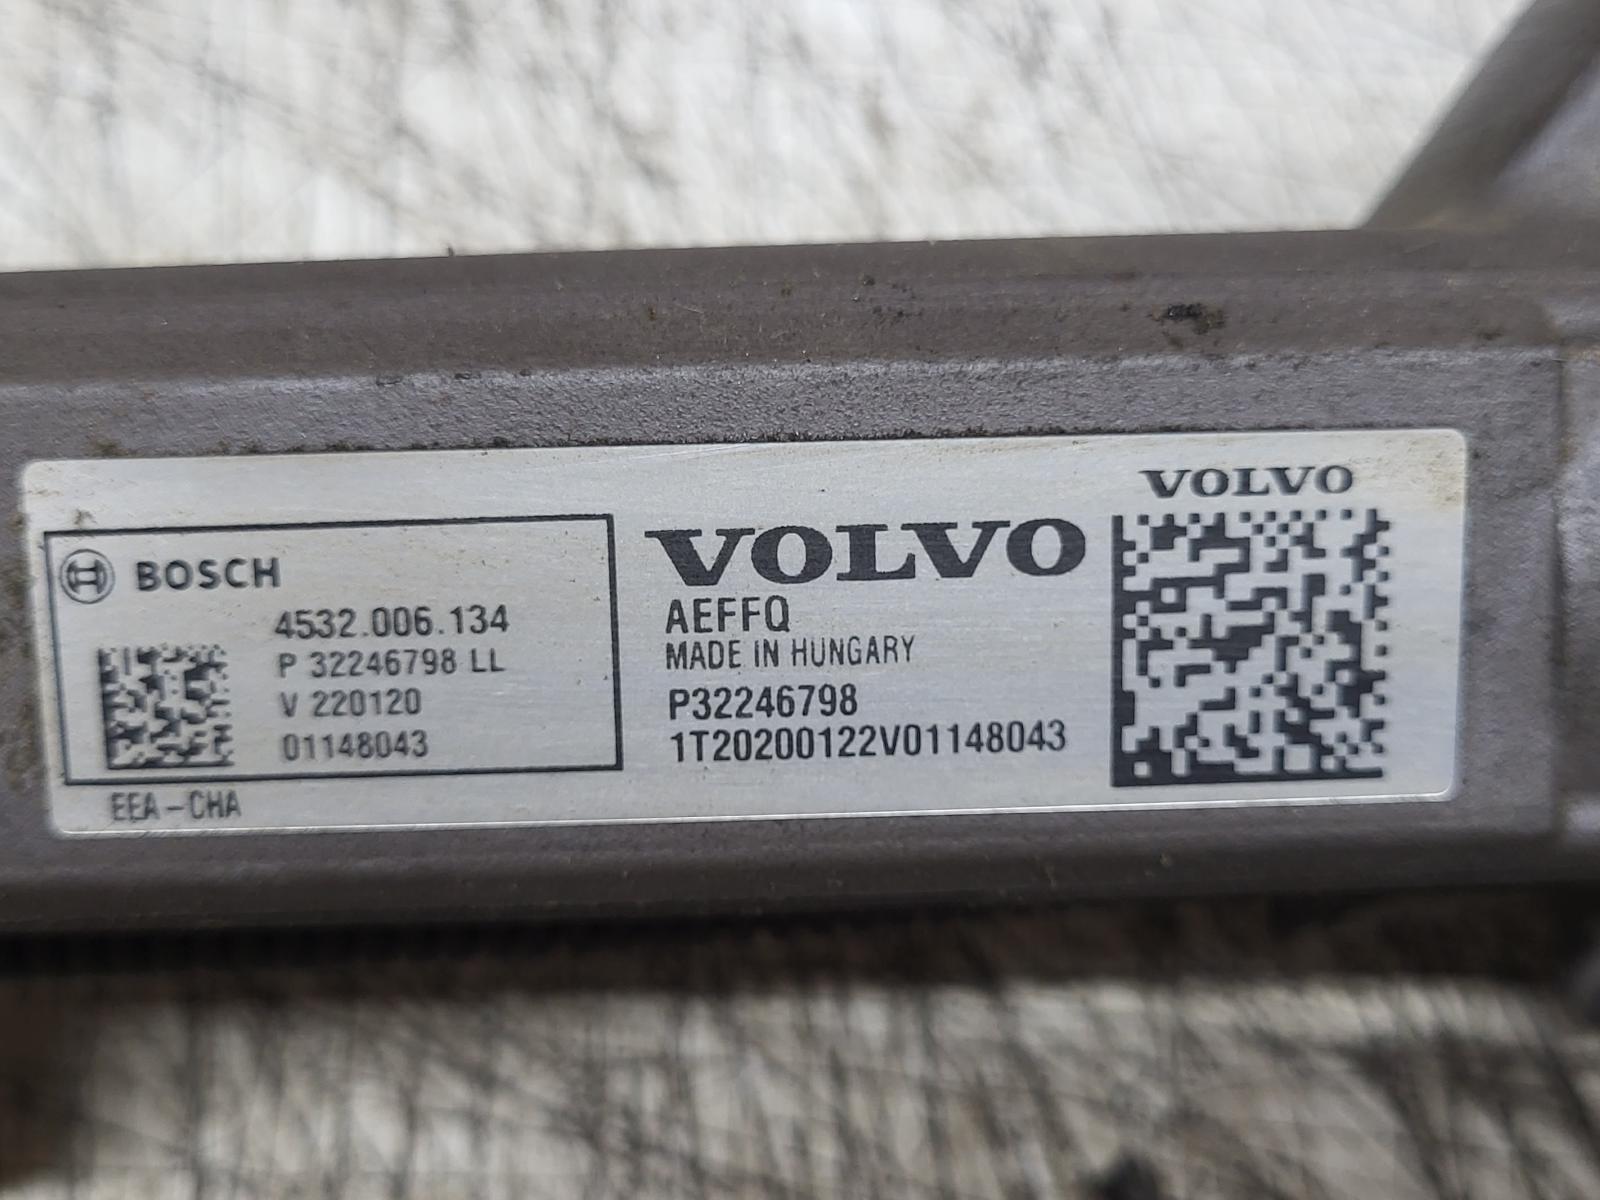 BOSCH
4532.006.134
P 32246798 LL
V 220120
01148043
EEA-CHA
VOLVO
AEFFQ
MADE IN HUNGARY
P32246798
1T20200122V01148043
VOLVO